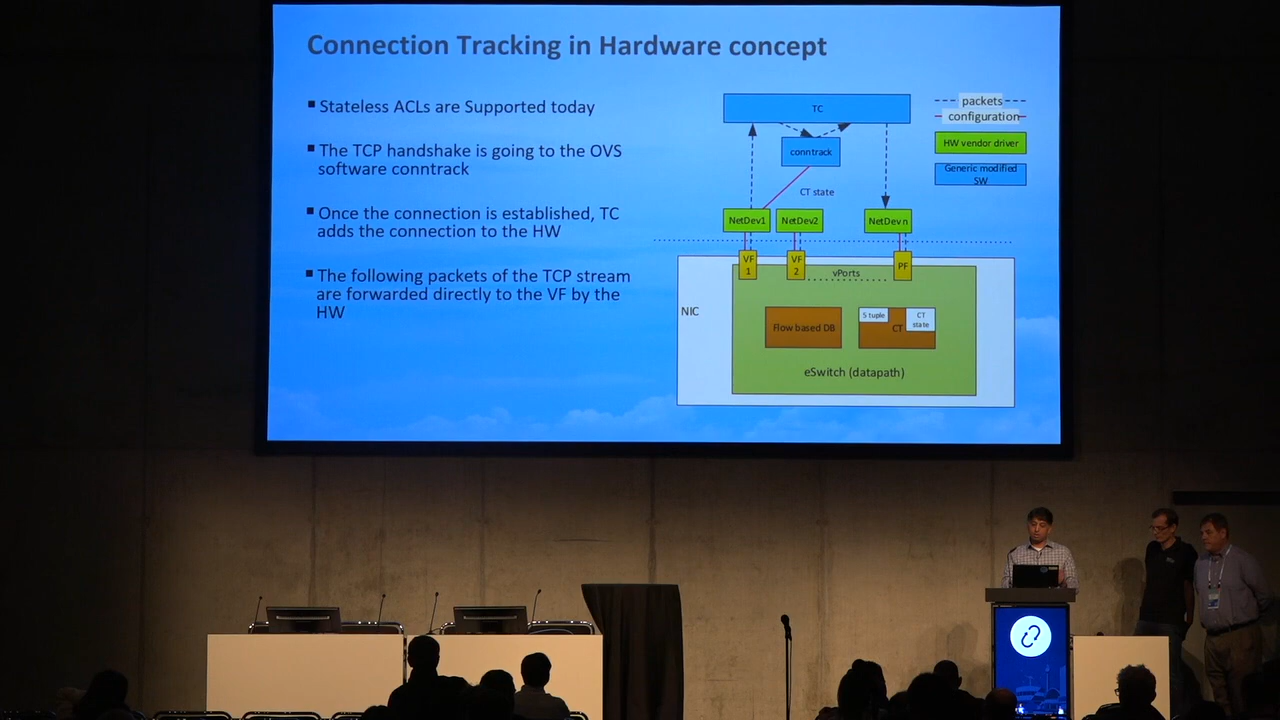 Connection Tracking in Hardware concept
Stateless ACLs are Supported today
The TCP handshake is going to the OVS
software conntrack
Once the connection is established, TC
adds the connection to the HW
The following packets of the TCP stream
are forwarded directly to the VF by the
HW
TC
conntrack
CT state
NetDev1
NetDev2
NetDev n
VF
1
VF
2
PF
vPorts
NIC
Flow based DB
5 tuple
CT
CT
state
eSwitch (datapath)
packets
configuration
HW vendor driver
Generic modified
SW